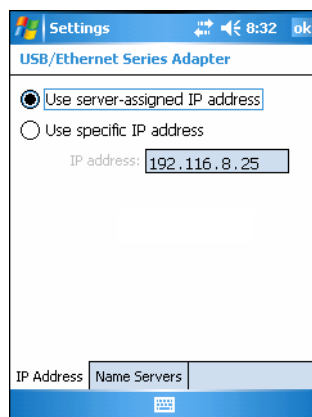 Settings 8:32 ok
USB/Ethernet Series Adapter
Use server-assigned IP address
Use specific IP address
IP address: 192.116.8.25
IP Address Name Servers